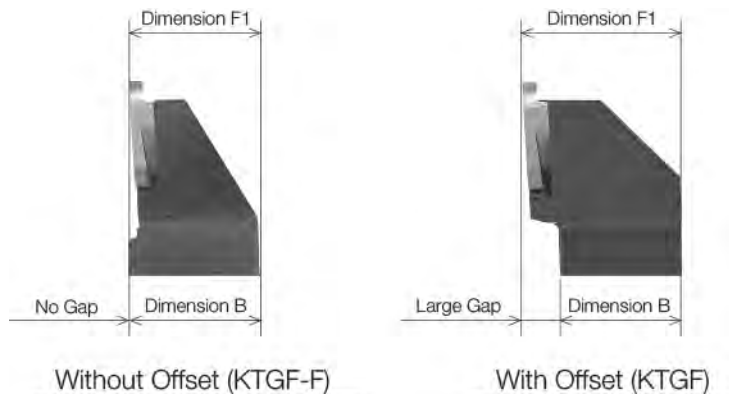 Dimension F1
Dimension F1
No Gap
Dimension B
Large Gap
Dimension B
Without Offset (KTGF-F)
With Offset (KTGF)